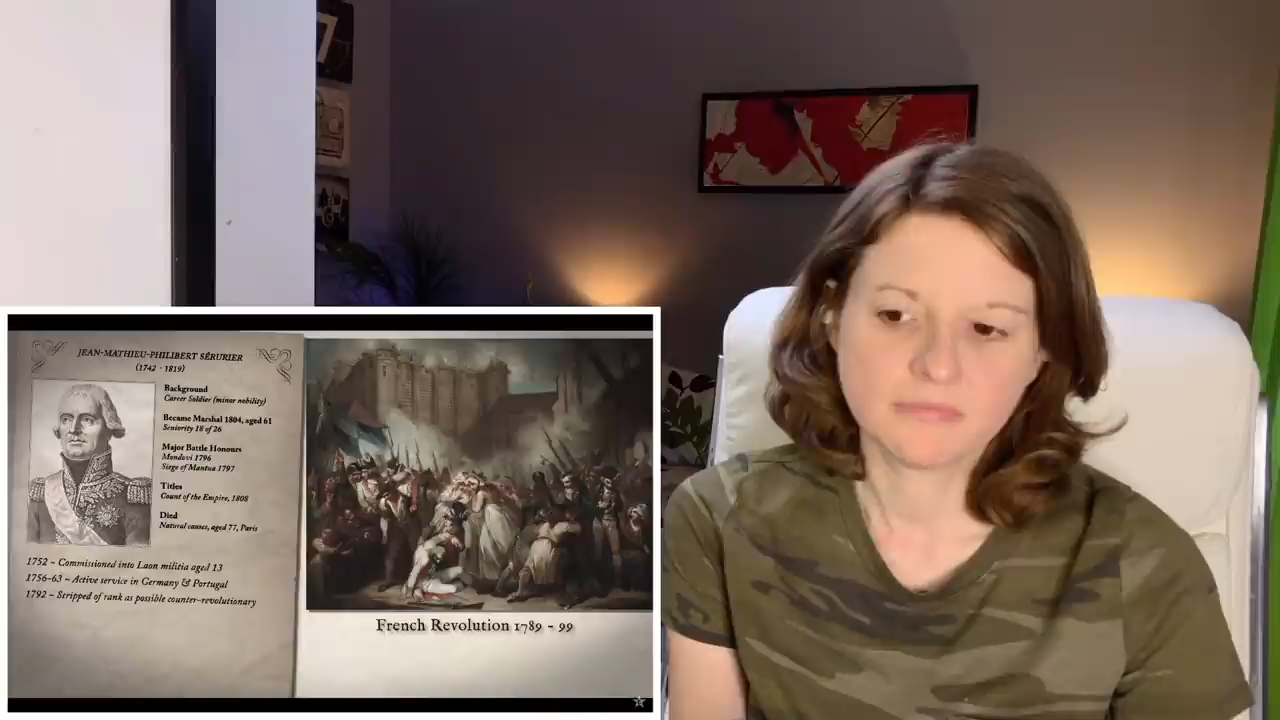 7
JEAN-MATHIEU-PHILIBERT SÉRURIER
(1742 - 1819)
Background
Career Soldier (minor nobility)
Became Marshal 1804, aged 61
Seniority 18 of 26
Major Battle Honours
Mondovi 1796
Siege of Mantua 1797
Titles
Count of the Empire, 1808
Died
Natural causes, aged 77, Paris
1752 - Commissioned into Laon militia aged 13
1756-63 - Active service in Germany & Portugal
1792 - Stripped of rank as possible counter-revolutionary
French Revolution 1789 - 99